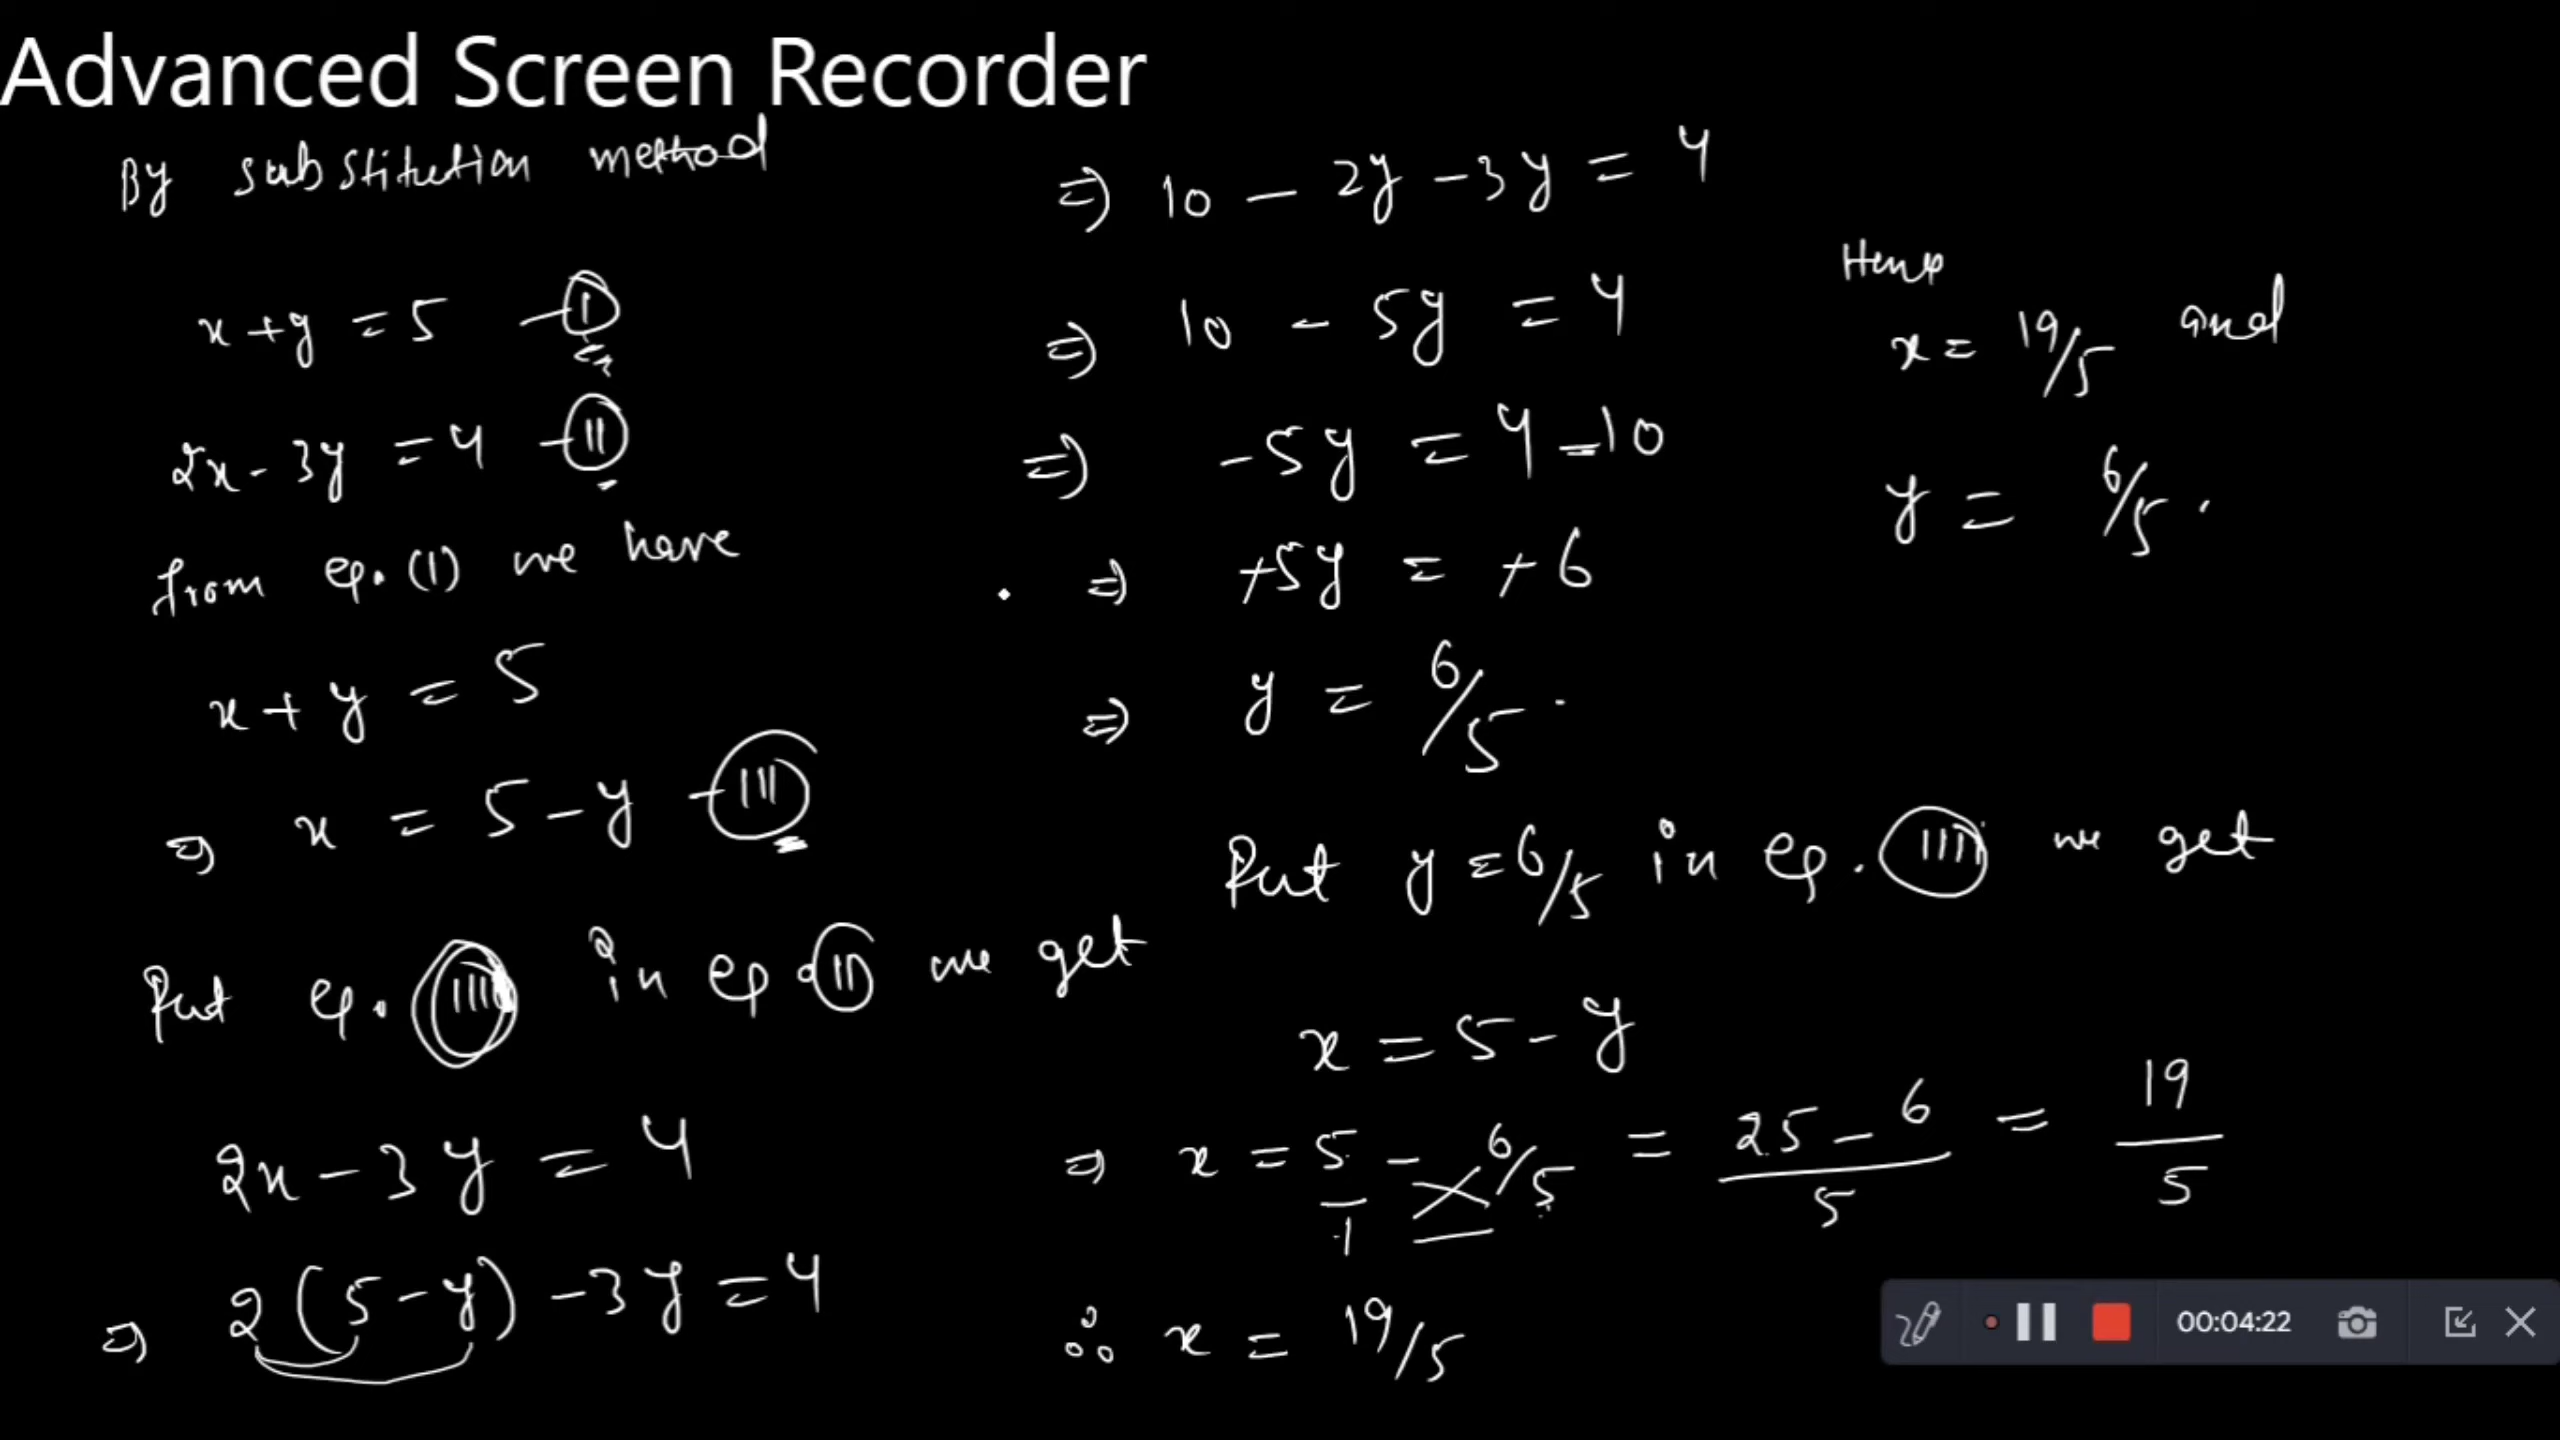 Advanced Screen Recorder
By substitution method
x + y = 5 - (I)
2x - 3y = 4 - (II)
from eq. (1) we have
x + y = 5
=> x = 5 - y - (III)
Put eq. (III) in eq (II) we get
2x - 3y = 4
=> 2(5 - y) - 3y = 4
=> 10 - 2y - 3y = 4
=> 10 - 5y = 4
=> -5y = 4 - 10
=> +5y = +6
=> y = 6/5
Put y = 6/5 in eq. (III) we get
x = 5 - y
=> x = 5/1 - 6/5 = 25 - 6/5 = 19/5
∴ x = 19/5
Hence
x = 19/5 and
y = 6/5.
00:04:22